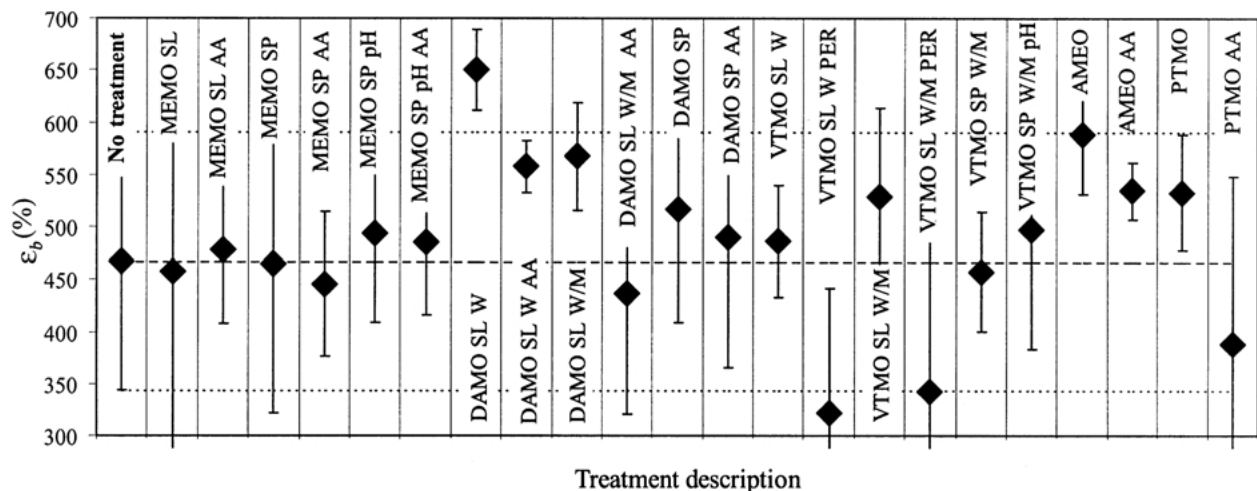 700
650
600
550
500
450
400
350
300
ε_b(%)
No treatment
MEMO SL
MEMO SL AA
MEMO SP
MEMO SP AA
MEMO SP pH
MEMO SP pH AA
DAMO SL W
DAMO SL W AA
DAMO SL W/M
DAMO SL W/M AA
DAMO SP
DAMO SP AA
VTMO SL W
VTMO SL W PER
VTMO SL W/M
VTMO SL W/M PER
VTMO SP W/M
VTMO SP W/M pH
AMEO
AMEO AA
PTMO
PTMO AA
Treatment description